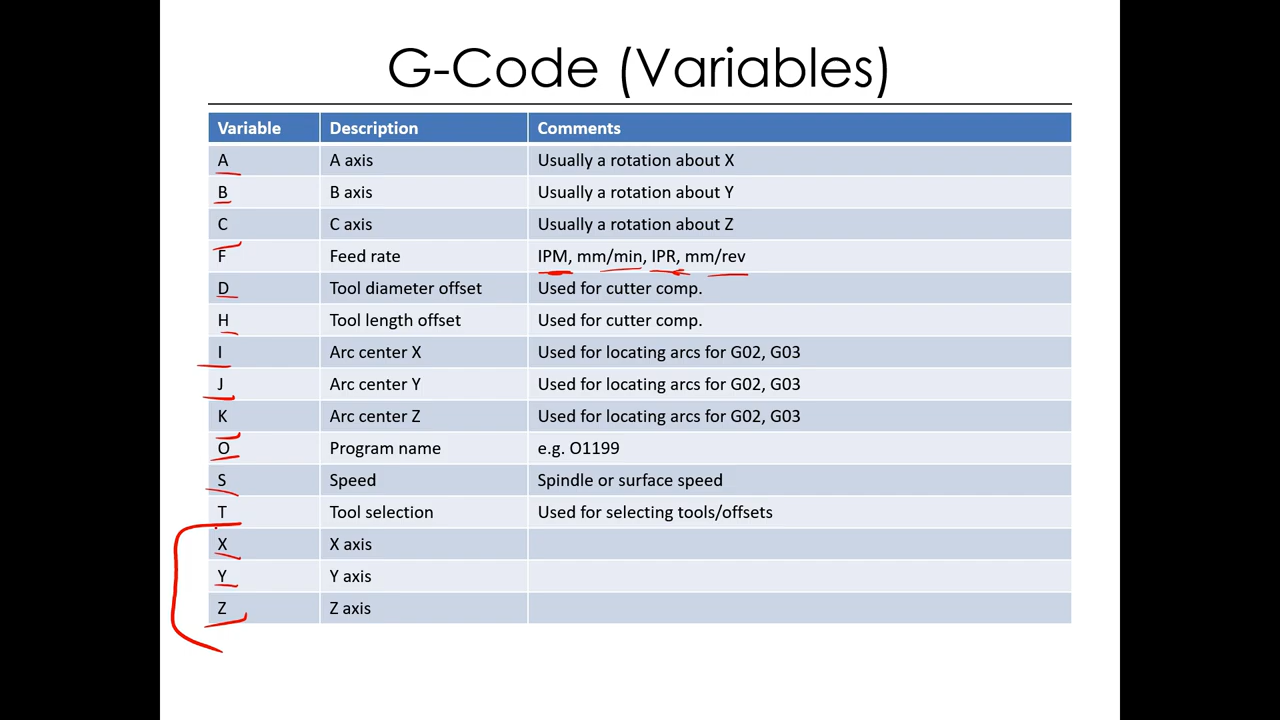 G-Code (Variables)
Variable Description Comments
A A axis Usually a rotation about X
B B axis Usually a rotation about Y
C C axis Usually a rotation about Z
F Feed rate IPM, mm/min, IPR, mm/rev
D Tool diameter offset Used for cutter comp.
H Tool length offset Used for cutter comp.
I Arc center X Used for locating arcs for G02, G03
J Arc center Y Used for locating arcs for G02, G03
K Arc center Z Used for locating arcs for G02, G03
O Program name e.g. O1199
S Speed Spindle or surface speed
T Tool selection Used for selecting tools/offsets
X X axis
Y Y axis
Z Z axis